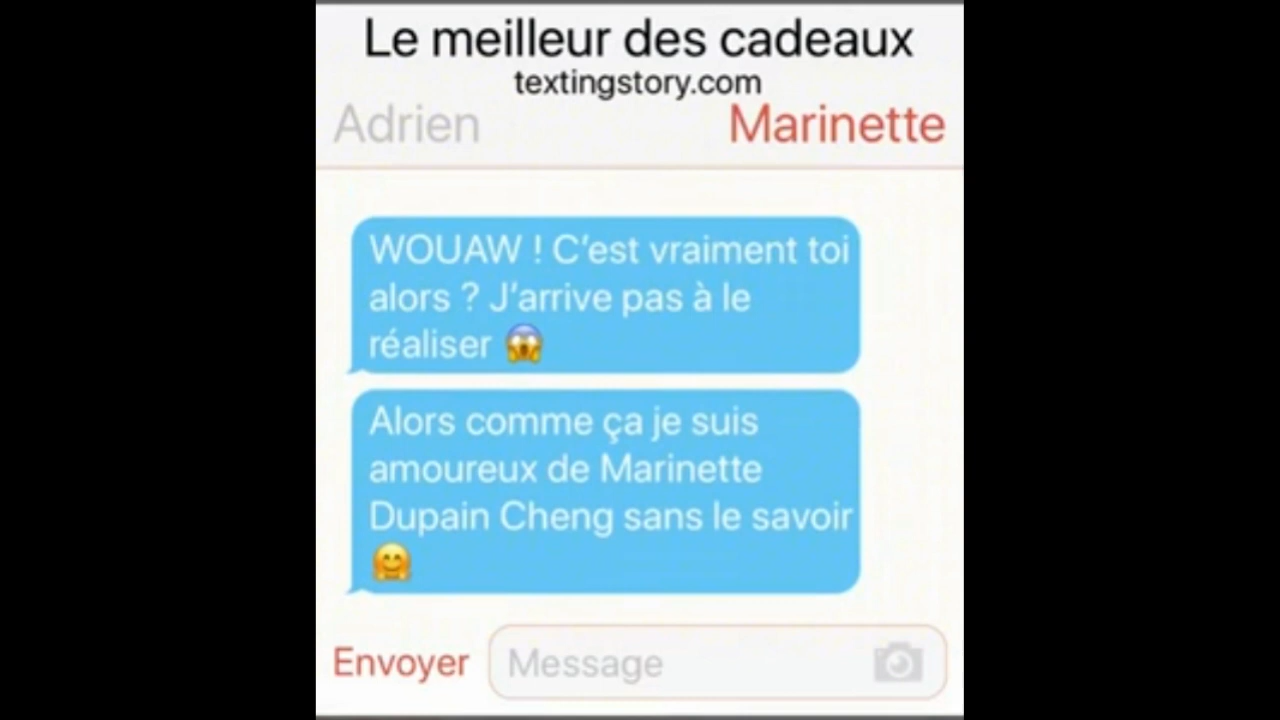 Le meilleur des cadeaux
textingstory.com
Adrien Marinette
WOUAW ! C’est vraiment toi
alors ? J’arrive pas à le
réaliser 😱
Alors comme ça je suis
amoureux de Marinette
Dupain Cheng sans le savoir
🤗
Envoyer Message